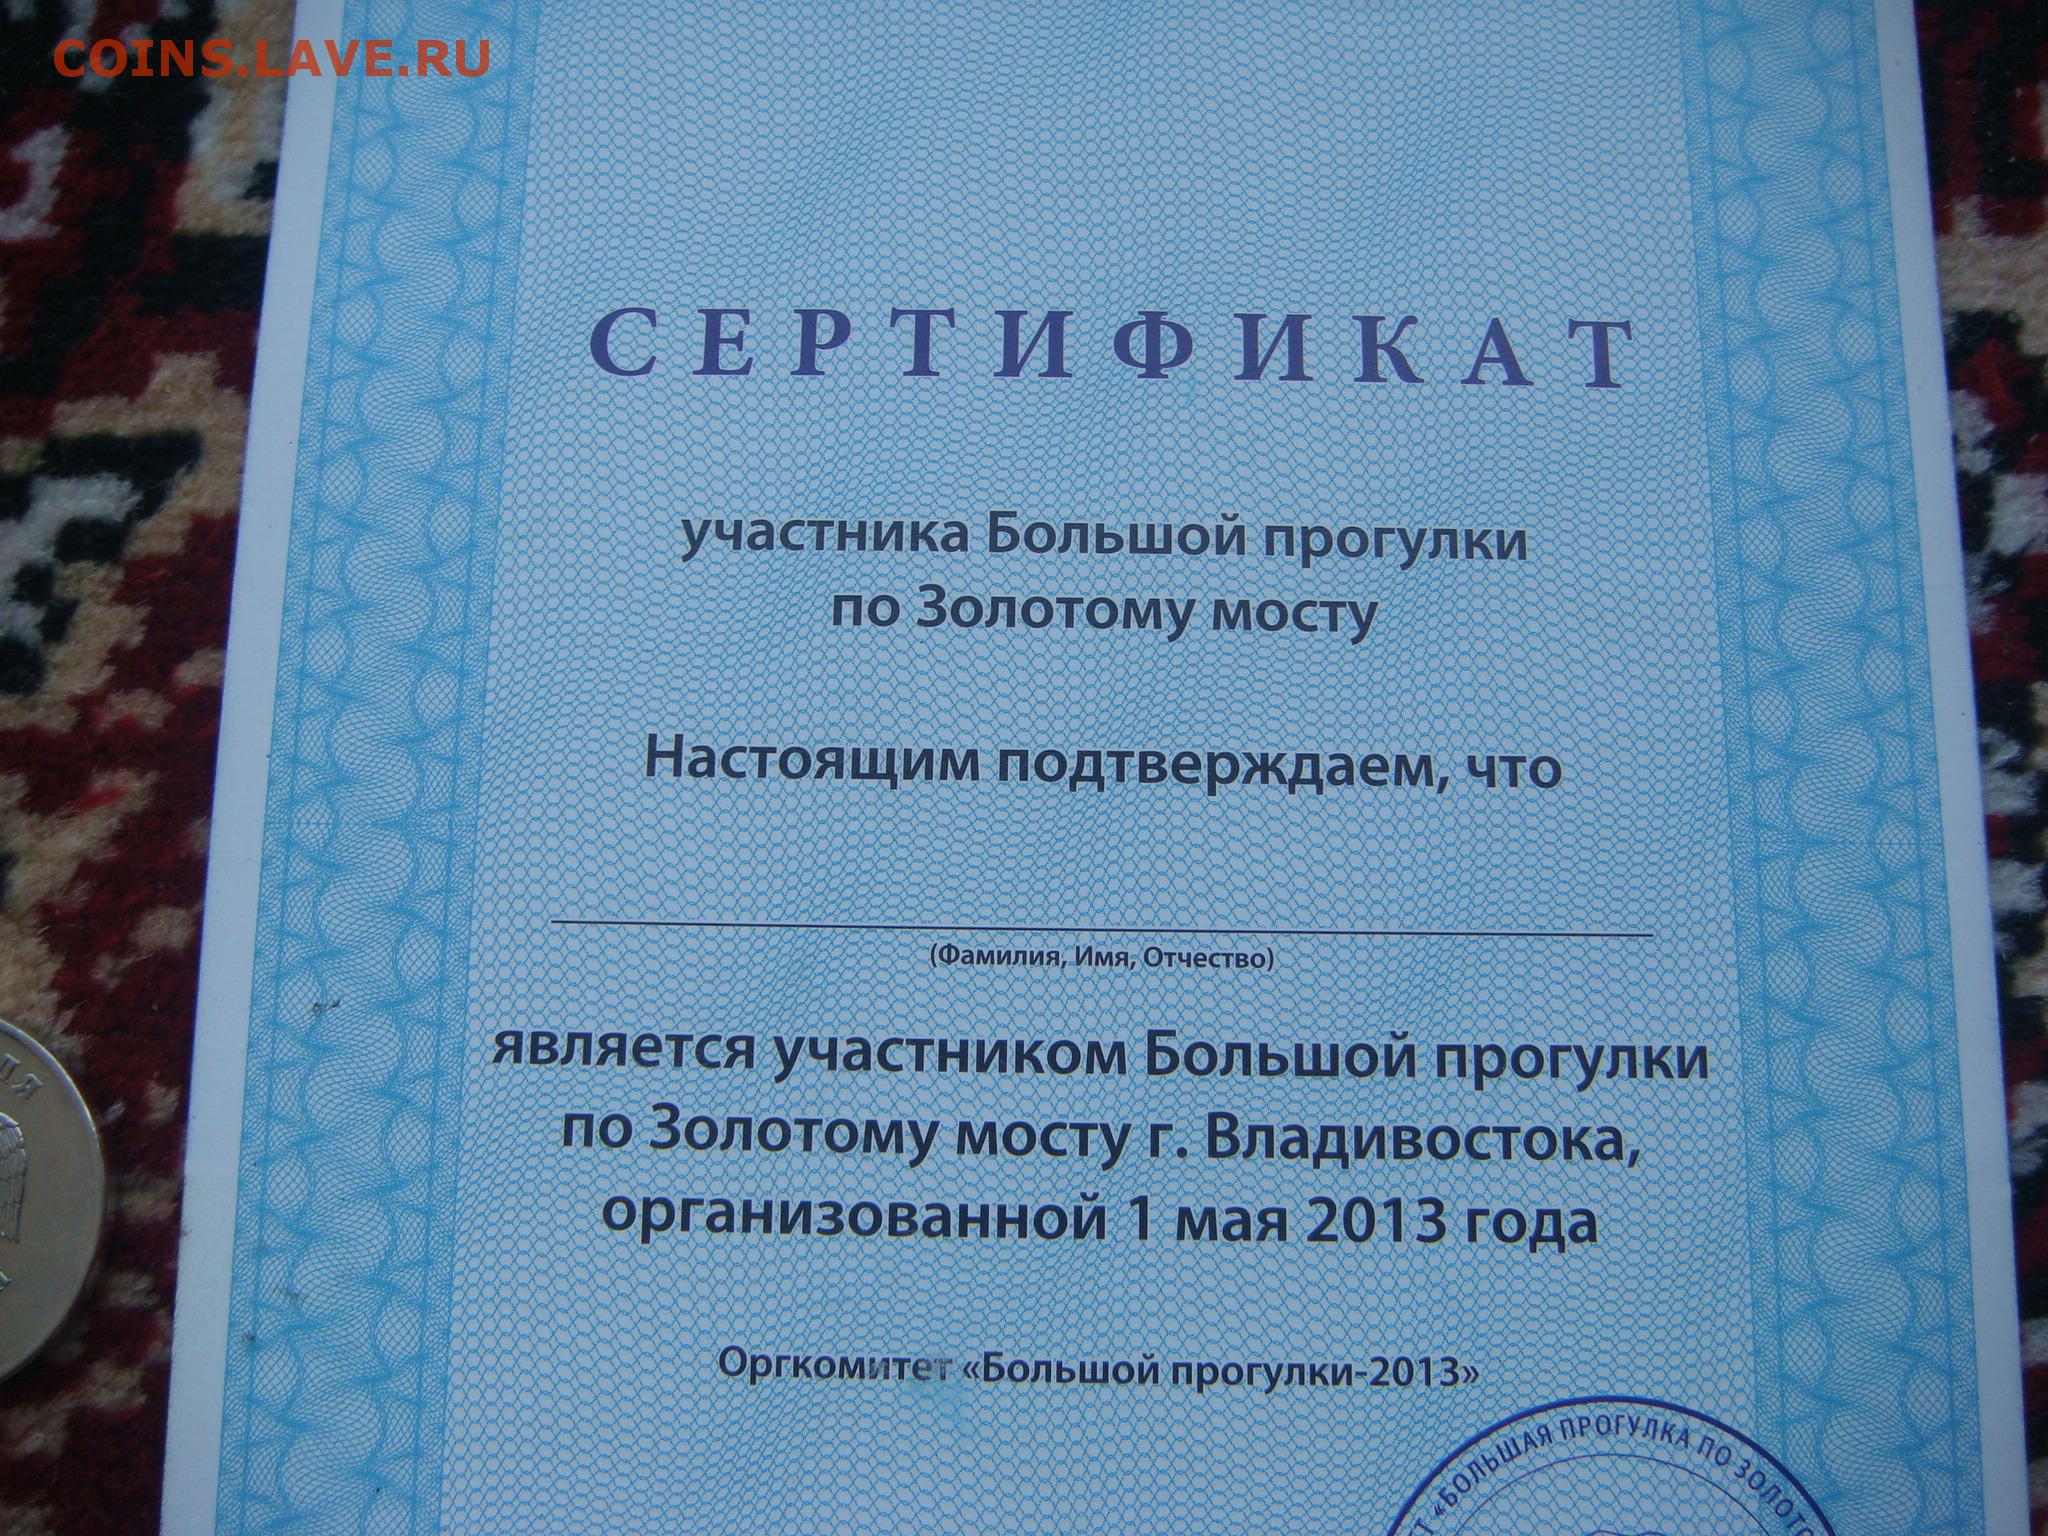 COINS.LAVE.RU
СЕРТИФИКАТ
участника Большой прогулки
по Золотому мосту
Настоящим подтверждаем, что
(Фамилия, Имя, Отчество)
является участником Большой прогулки
по Золотому мосту г. Владивостока,
организованной 1 мая 2013 года
Оргкомитет «Большой прогулки-2013»
«БОЛЬШАЯ ПРОГУЛКА ПО